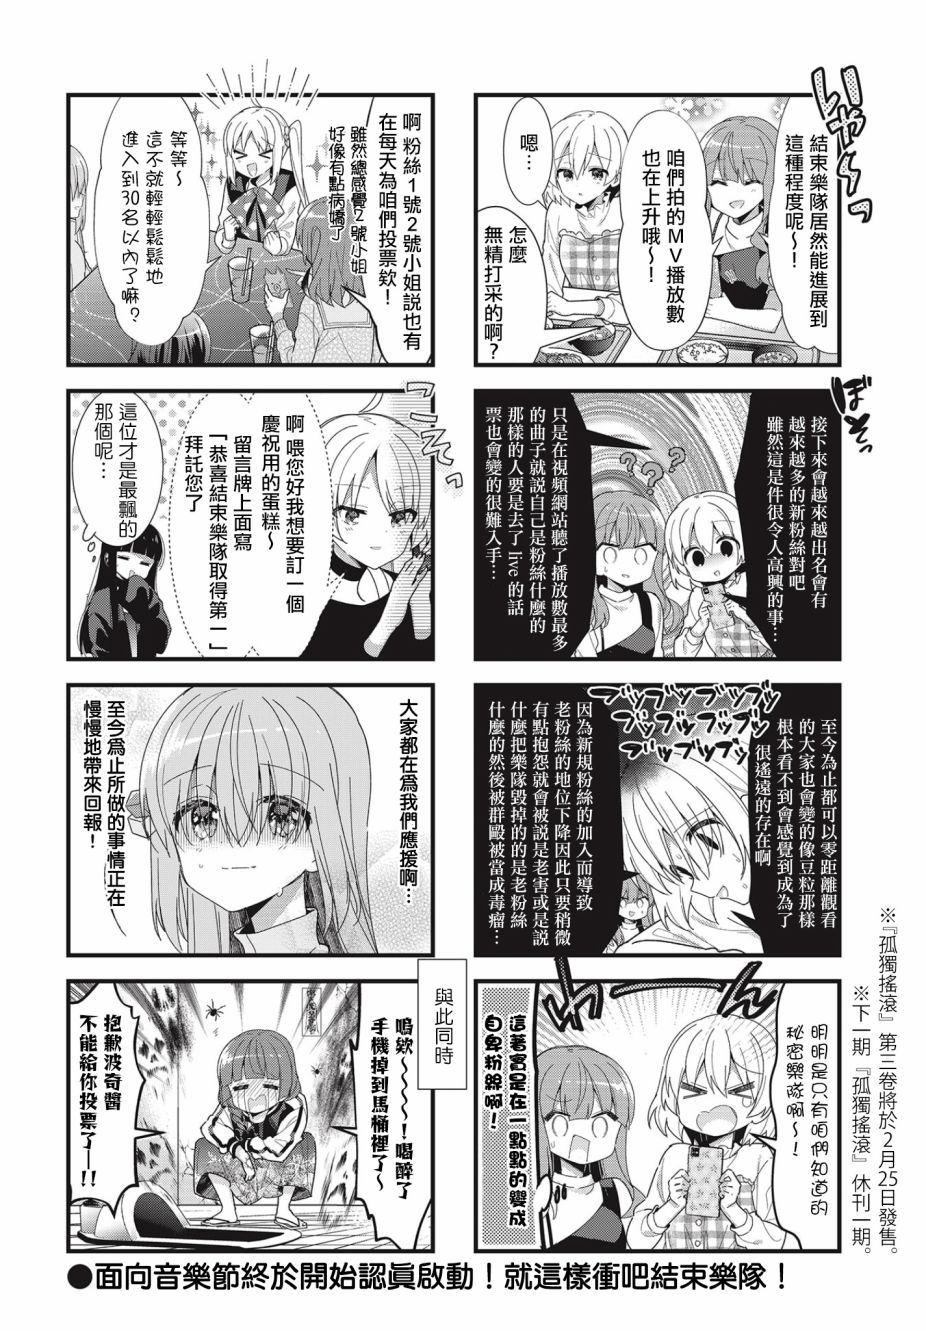 いやー〜っ
結束樂隊居然能進展到
這種程度呢～!
咱們拍的MV播放數
也在上升哦～!
嗯…
怎麼
無精打采的啊?
ぼそっ
接下來會越來越出名會有
越來越多的新粉絲對吧
雖然這是件很令人高興的事…
???
只是在視頻網站聽了播放數最多
的曲子就說自己是粉絲什麼的
那樣的人要是去了live的話
票也會變的很難入手…
ブツブツブツブツ
ブツブツブツ
ブツブツブツ
至今為止都可以零距離觀看
的大家也會變的像豆粒那樣
根本看不到會感覺到成為了
很遙遠的存在啊
因為新規粉絲的加入而導致
老粉絲的地位下降因此只要稍微
有點抱怨就會被說是老害或是說
什麼把樂隊毀掉的的是老粉絲
什麼的然後被群毆被當成毒瘤…
明明是只有咱們知道的
秘密樂隊啊～!
這著實是在一點點的變成
自卑粉絲啊!
啊 粉絲1號2號小姐說也有
在每天為咱們投票欸!
雖然總感覺2號小姐
好像有點病嬌了
等等～
這不就輕輕鬆鬆地
進入到30名以內了嘛?
コソコソ
啊 喂您好我想要訂一個
慶祝用的蛋糕～
留言牌上面寫
「恭喜結束樂隊取得第一」
拜託您了
這位才是最飄的
那個呢…
大家都在為我們應援啊…
至今為止所做的事情正在
慢慢地帶來回報!
與此同時
嗚欸～～～～!喝醉了
手機掉到馬桶裡了～
抱歉波奇醬
不能給你投票了——!!
※『孤獨搖滾』第三卷將於2月25日發售。
※下一期『孤獨搖滾』休刊一期。
●面向音樂節終於開始認真啟動!就這樣衝吧結束樂隊!